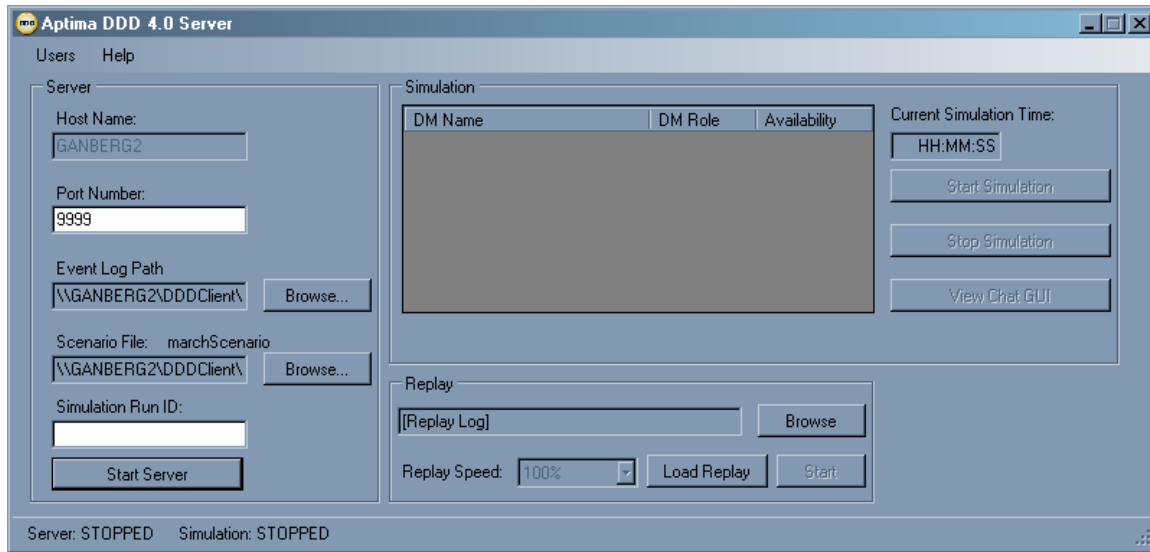 Aptima DDD 4.0 Server
Users Help
Server
Host Name:
GANBERG2
Port Number:
9999
Event Log Path
\\GANBERG2\DDDClient\ Browse...
Scenario File: marchScenario
\\GANBERG2\DDDClient\ Browse...
Simulation Run ID:
Start Server
Simulation
DM Name DM Role Availability
Current Simulation Time:
HH:MM:SS
Start Simulation
Stop Simulation
View Chat GUI
Replay
[Replay Log] Browse
Replay Speed: 100% Load Replay Start
Server: STOPPED Simulation: STOPPED